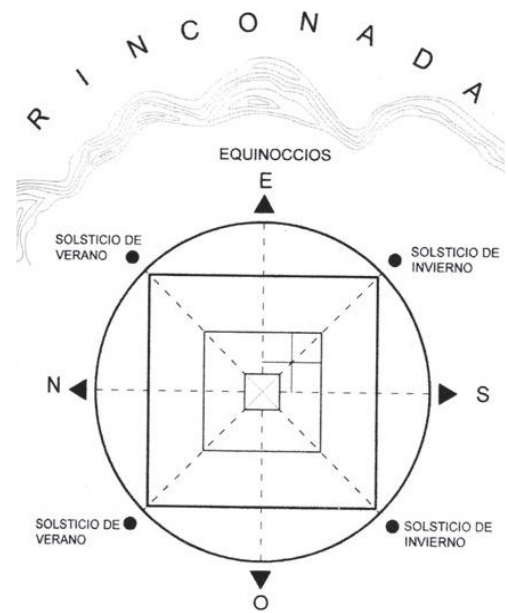 RINCONADA
EQUINOCCIOS
E
SOLSTICIO DE
VERANO
SOLSTICIO DE
INVIERNO
N
S
SOLSTICIO DE
VERANO
SOLSTICIO DE
INVIERNO
O